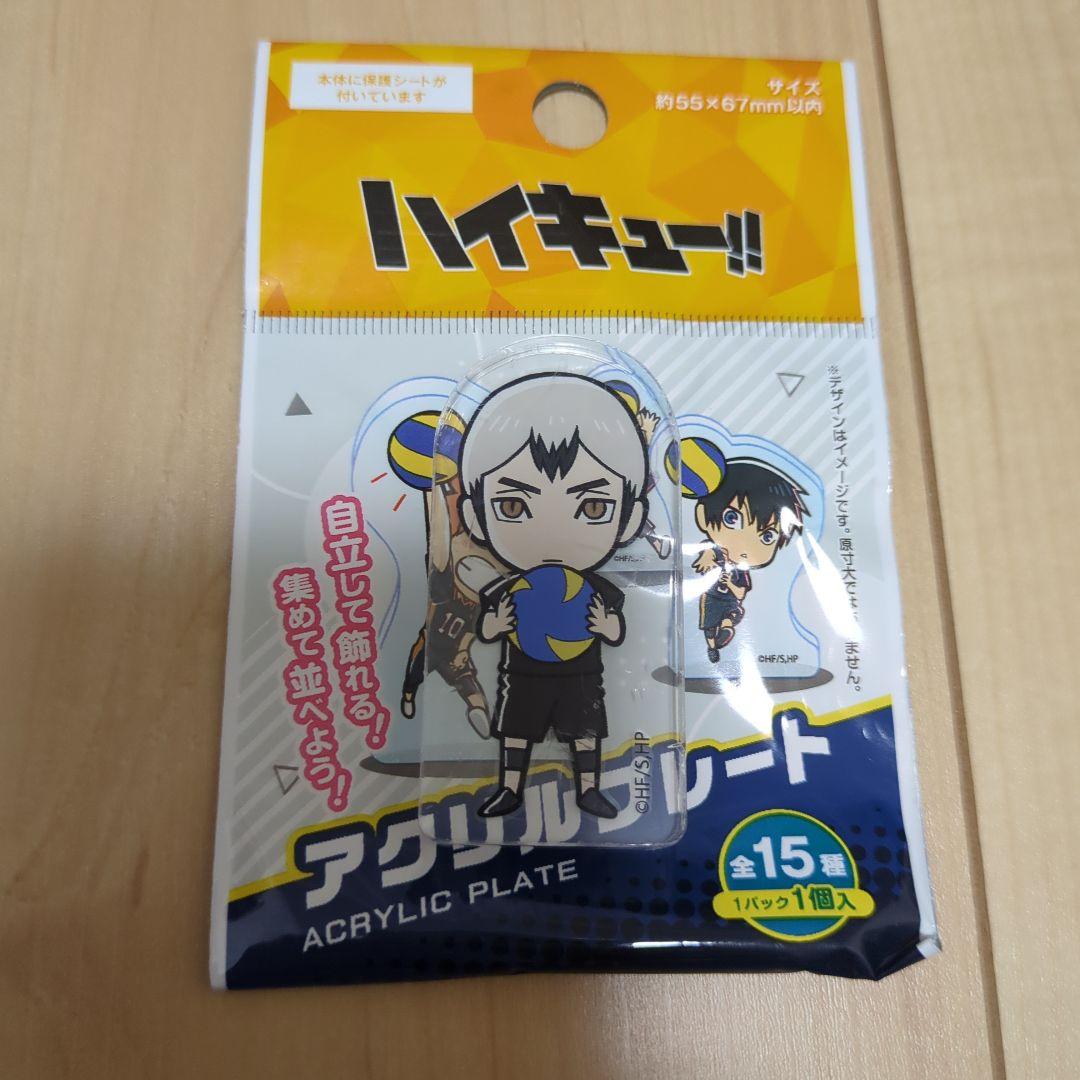 本体に保護シートが
付いています
サイズ
約55×67mm以内
ハイキュー!!
※デザインはイメージです。原寸大では
ません。
自立して飾れる!
集めて並べよう!
10
©HF/S,HP
©HF/S,HP
アクリルプレート
ACRYLIC PLATE
全15種
1パック1個入